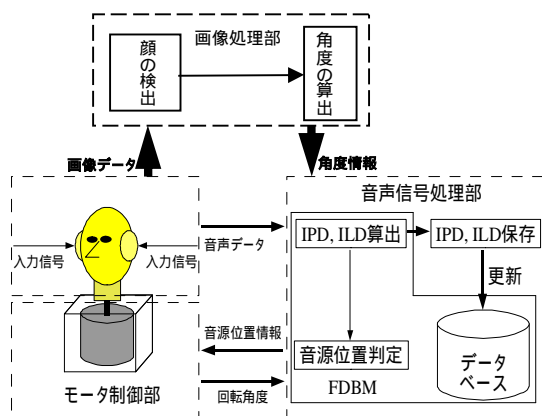 画像処理部
顔の検出
角度の算出
画像データ
角度情報
音声信号処理部
入力信号
入力信号
音声データ
IPD, ILD算出
IPD, ILD保存
更新
音源位置情報
音源位置判定
データ
ベース
モータ制御部
回転角度
FDBM